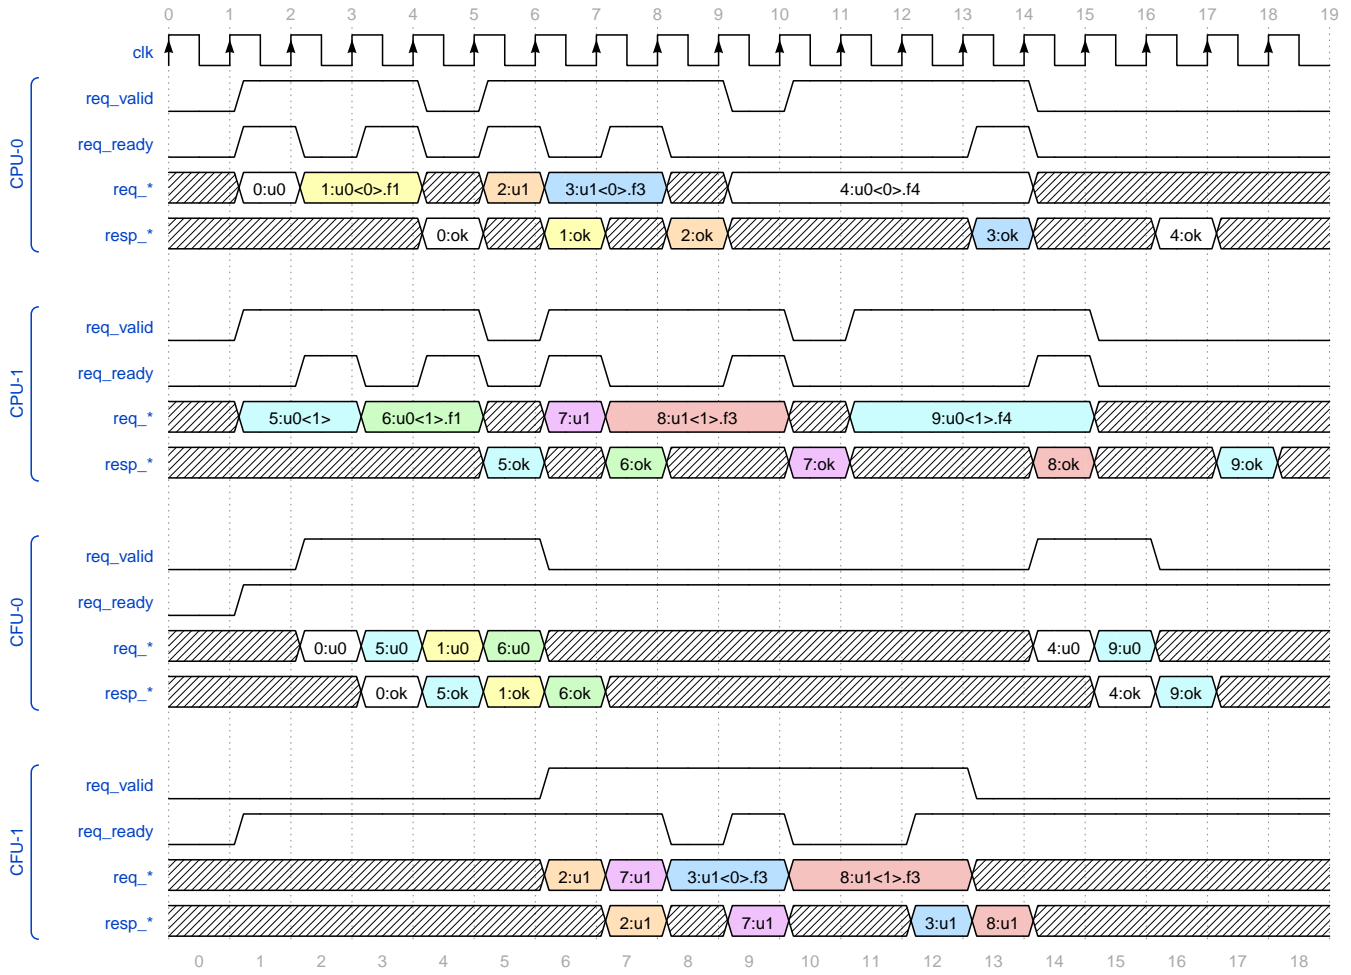 0 1 2 3 4 5 6 7 8 9 10 11 12 13 14 15 16 17 18 19
clk
CPU-0
req_valid
req_ready
req_* 0:u0 1:u0<0>.f1 2:u1 3:u1<0>.f3 4:u0<0>.f4
resp_* 0:ok 1:ok 2:ok 3:ok 4:ok
CPU-1
req_valid
req_ready
req_* 5:u0<1> 6:u0<1>.f1 7:u1 8:u1<1>.f3 9:u0<1>.f4
resp_* 5:ok 6:ok 7:ok 8:ok 9:ok
CFU-0
req_valid
req_ready
req_* 0:u0 5:u0 1:u0 6:u0 4:u0 9:u0
resp_* 0:ok 5:ok 1:ok 6:ok 4:ok 9:ok
CFU-1
req_valid
req_ready
req_* 2:u1 7:u1 3:u1<0>.f3 8:u1<1>.f3
resp_* 2:u1 7:u1 3:u1 8:u1
0 1 2 3 4 5 6 7 8 9 10 11 12 13 14 15 16 17 18